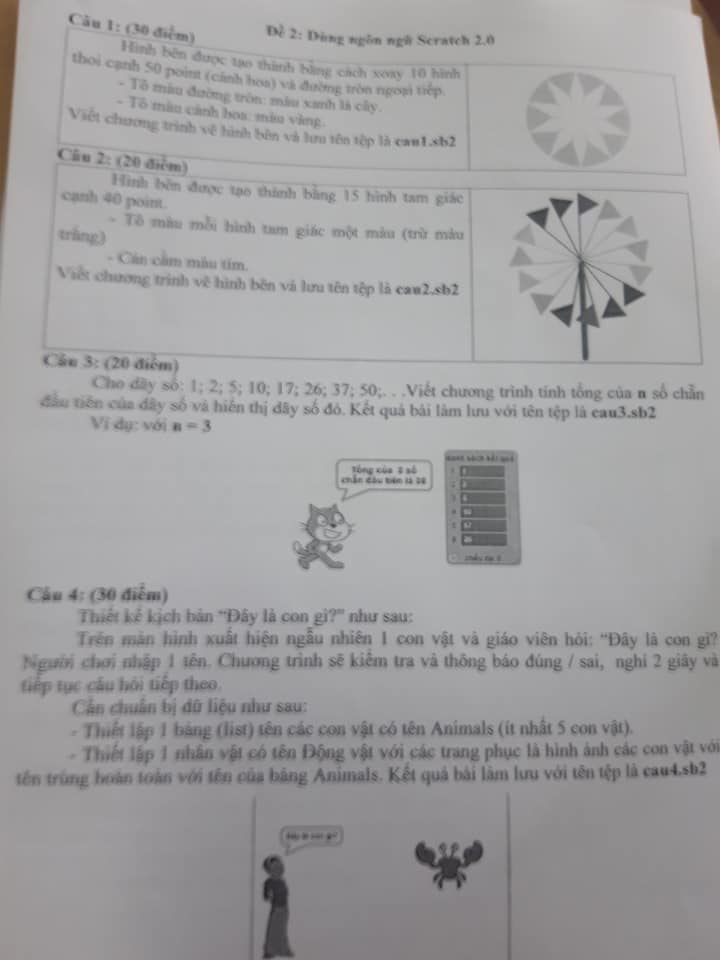 Câu 1: (30 điểm)
Đề 2: Dùng ngôn ngữ Scratch 2.0
Hình bên được tạo thành bằng cách xoay 10 hình
thoi cạnh 50 point (cánh hoa) và đường tròn ngoại tiếp.
- Tô màu đường tròn: màu xanh lá cây.
- Tô màu cánh hoa: màu vàng.
Viết chương trình vẽ hình bên và lưu tên tệp là cau1.sb2
Câu 2: (20 điểm)
Hình bên được tạo thành bằng 15 hình tam giác
cạnh 40 point.
- Tô màu mỗi hình tam giác một màu (trừ màu
trắng)
- Cán cầm màu tím.
Viết chương trình vẽ hình bên và lưu tên tệp là cau2.sb2
Câu 3: (20 điểm)
Cho dãy số: 1; 2; 5; 10; 17; 26; 37; 50;. . .Viết chương trình tính tổng của n số chẵn
đầu tiên của dãy số và hiển thị dãy số đó. Kết quả bài làm lưu với tên tệp là cau3.sb2
Ví dụ: với n = 3
Tổng của 3 số
chẵn đầu tiên là 38
danh sách kết quả
1 1
2 2
3 5
4 10
5 17
6 26
chiều dài: 6
Câu 4: (30 điểm)
Thiết kế kịch bản "Đây là con gì?" như sau:
Trên màn hình xuất hiện ngẫu nhiên 1 con vật và giáo viên hỏi: "Đây là con gì?
Người chơi nhập 1 tên. Chương trình sẽ kiểm tra và thông báo đúng / sai, nghỉ 2 giây và
tiếp tục câu hỏi tiếp theo.
Cần chuẩn bị dữ liệu như sau:
- Thiết lập 1 bảng (list) tên các con vật có tên Animals (ít nhất 5 con vật).
- Thiết lập 1 nhân vật có tên Động vật với các trang phục là hình ảnh các con vật với
tên trùng hoàn toàn với tên của bảng Animals. Kết quả bài làm lưu với tên tệp là cau4.sb2
Đây là con gì?